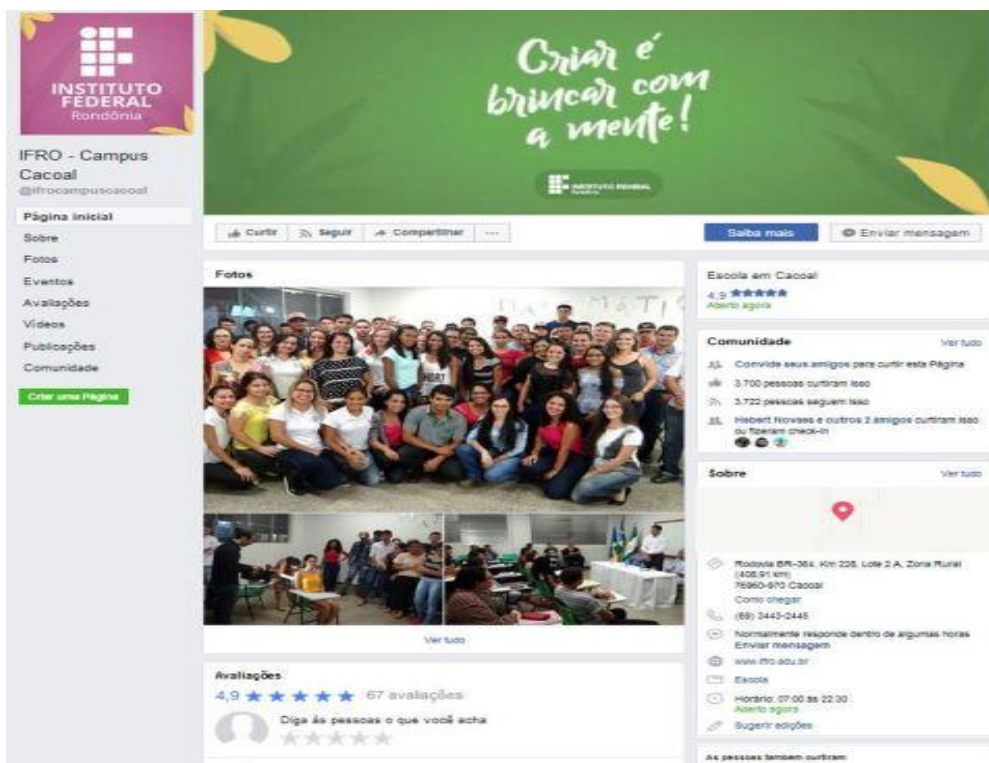 INSTITUTO
FEDERAL
Rondônia
Criar é
brincar com
a mente!
INSTITUTO FEDERAL
Rondônia
IFRO - Campus
Cacoal
@ifrocampuscacoal
Página inicial
Sobre
Fotos
Eventos
Avaliações
Vídeos
Publicações
Comunidade
Criar uma Página
Curtir
Seguir
Compartilhar
...
Saiba mais
Enviar mensagem
Fotos
Ver tudo
Avaliações
4,9 ★★★★★ 67 avaliações
Diga às pessoas o que você acha
Escola em Cacoal
4,9 ★★★★★
Aberto agora
Comunidade
Ver tudo
Convide seus amigos para curtir esta Página
3.700 pessoas curtiram isso
3.722 pessoas seguem isso
Hebert Novaes e outros 2 amigos curtiram isso
ou fizeram check-in
Sobre
Ver tudo
Rodovia BR-364, Km 228, Lote 2 A, Zona Rural
(408,91 km)
76960-970 Cacoal
Como chegar
(69) 3443-2445
Normalmente responde dentro de algumas horas
Enviar mensagem
www.ifro.edu.br
Escola
Horário: 07:00 às 22:30
Aberto agora
Sugerir edições
As pessoas também curtiram